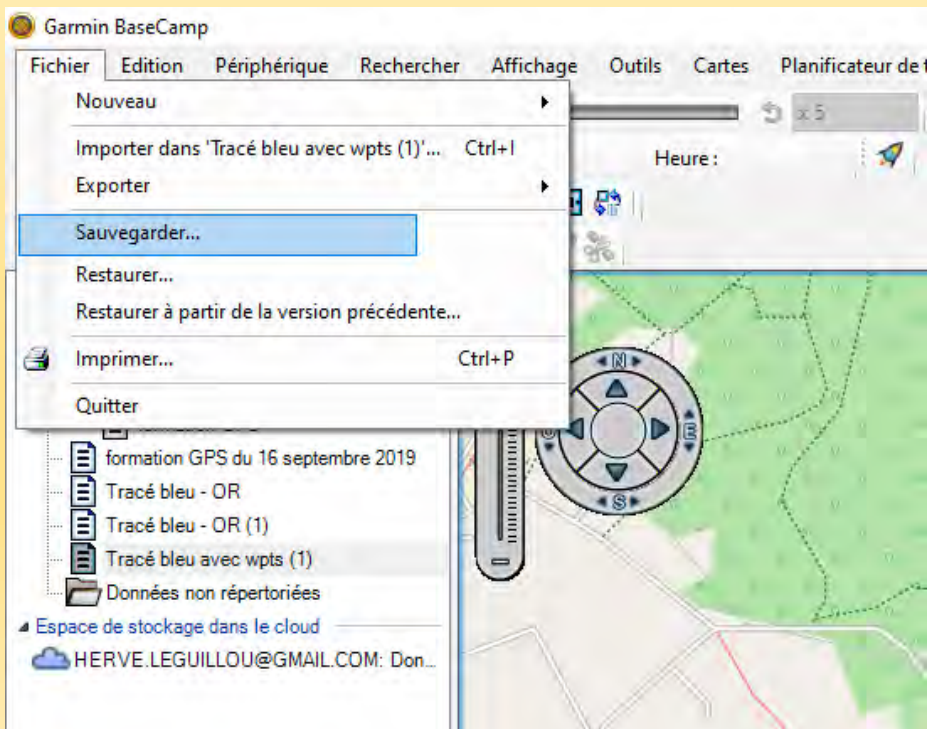 Garmin BaseCamp
Fichier Edition Périphérique Rechercher Affichage Outils Cartes Planificateur de
Nouveau
x 5
Importer dans 'Tracé bleu avec wpts (1)'... Ctrl+I
Heure :
Exporter
Sauvegarder...
Restaurer...
Restaurer à partir de la version précédente...
Imprimer... Ctrl+P
N
Quitter
E
S
formation GPS du 16 septembre 2019
Tracé bleu - OR
Tracé bleu - OR (1)
Tracé bleu avec wpts (1)
Données non répertoriées
Espace de stockage dans le cloud
HERVE.LEGUILLOU@GMAIL.COM: Don...